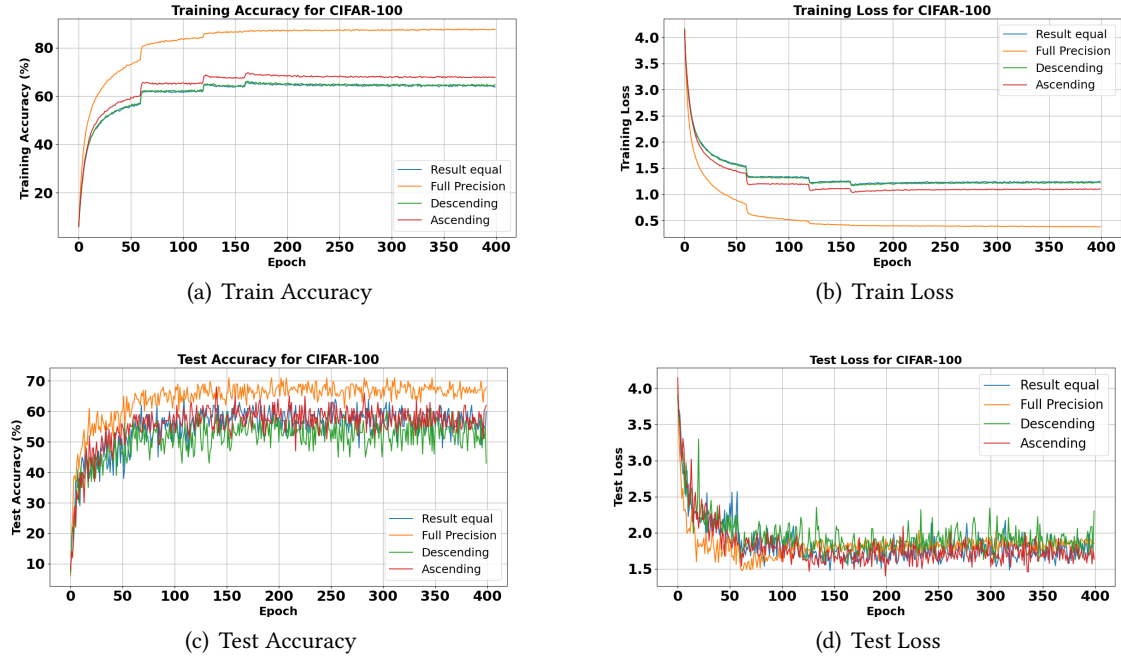 Training Accuracy for CIFAR-100
Training Accuracy (%)
80
60
40
20
Result equal
Full Precision
Descending
Ascending
0 50 100 150 200 250 300 350 400
Epoch
(a) Train Accuracy
Training Loss for CIFAR-100
Training Loss
4.0
3.5
3.0
2.5
2.0
1.5
1.0
0.5
Result equal
Full Precision
Descending
Ascending
0 50 100 150 200 250 300 350 400
Epoch
(b) Train Loss
Test Accuracy for CIFAR-100
Test Accuracy (%)
70
60
50
40
30
20
10
Result equal
Full Precision
Descending
Ascending
0 50 100 150 200 250 300 350 400
Epoch
(c) Test Accuracy
Test Loss for CIFAR-100
Test Loss
4.0
3.5
3.0
2.5
2.0
1.5
Result equal
Full Precision
Descending
Ascending
0 50 100 150 200 250 300 350 400
Epoch
(d) Test Loss